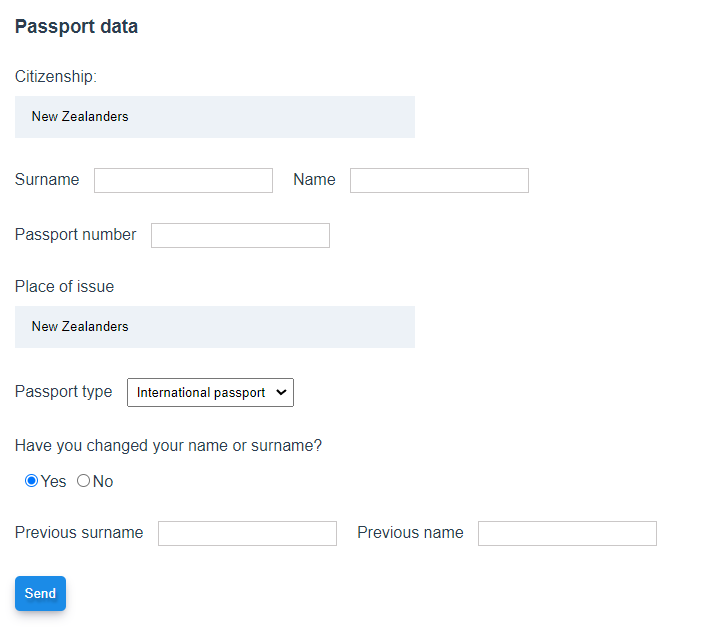 Passport data
Citizenship:
New Zealanders
Surname Name
Passport number
Place of issue
New Zealanders
Passport type International passport
Have you changed your name or surname?
Yes No
Previous surname Previous name
Send